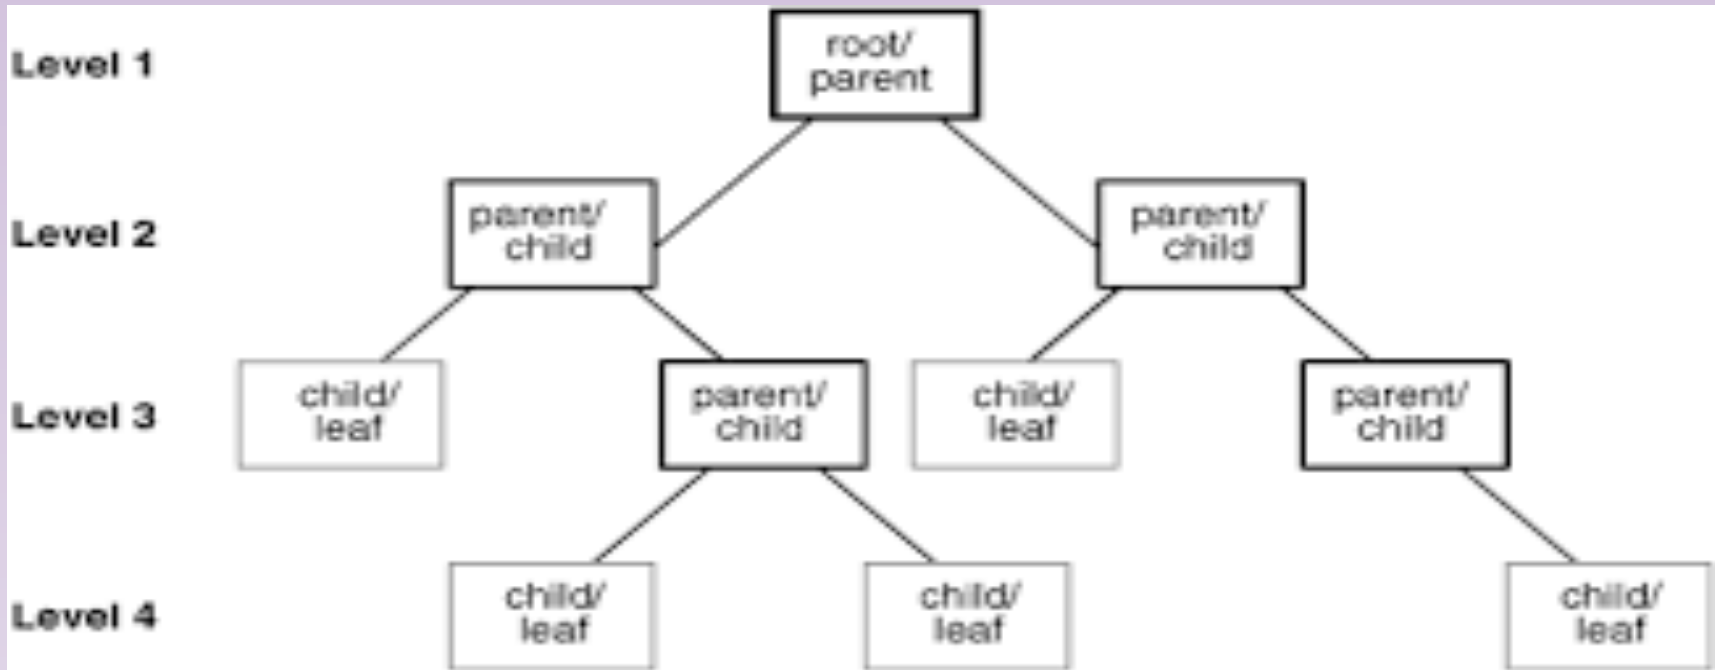 Level 1
root/
parent
Level 2
parent/
child
parent/
child
Level 3
child/
leaf
parent/
child
child/
leaf
parent/
child
Level 4
child/
leaf
child/
leaf
child/
leaf